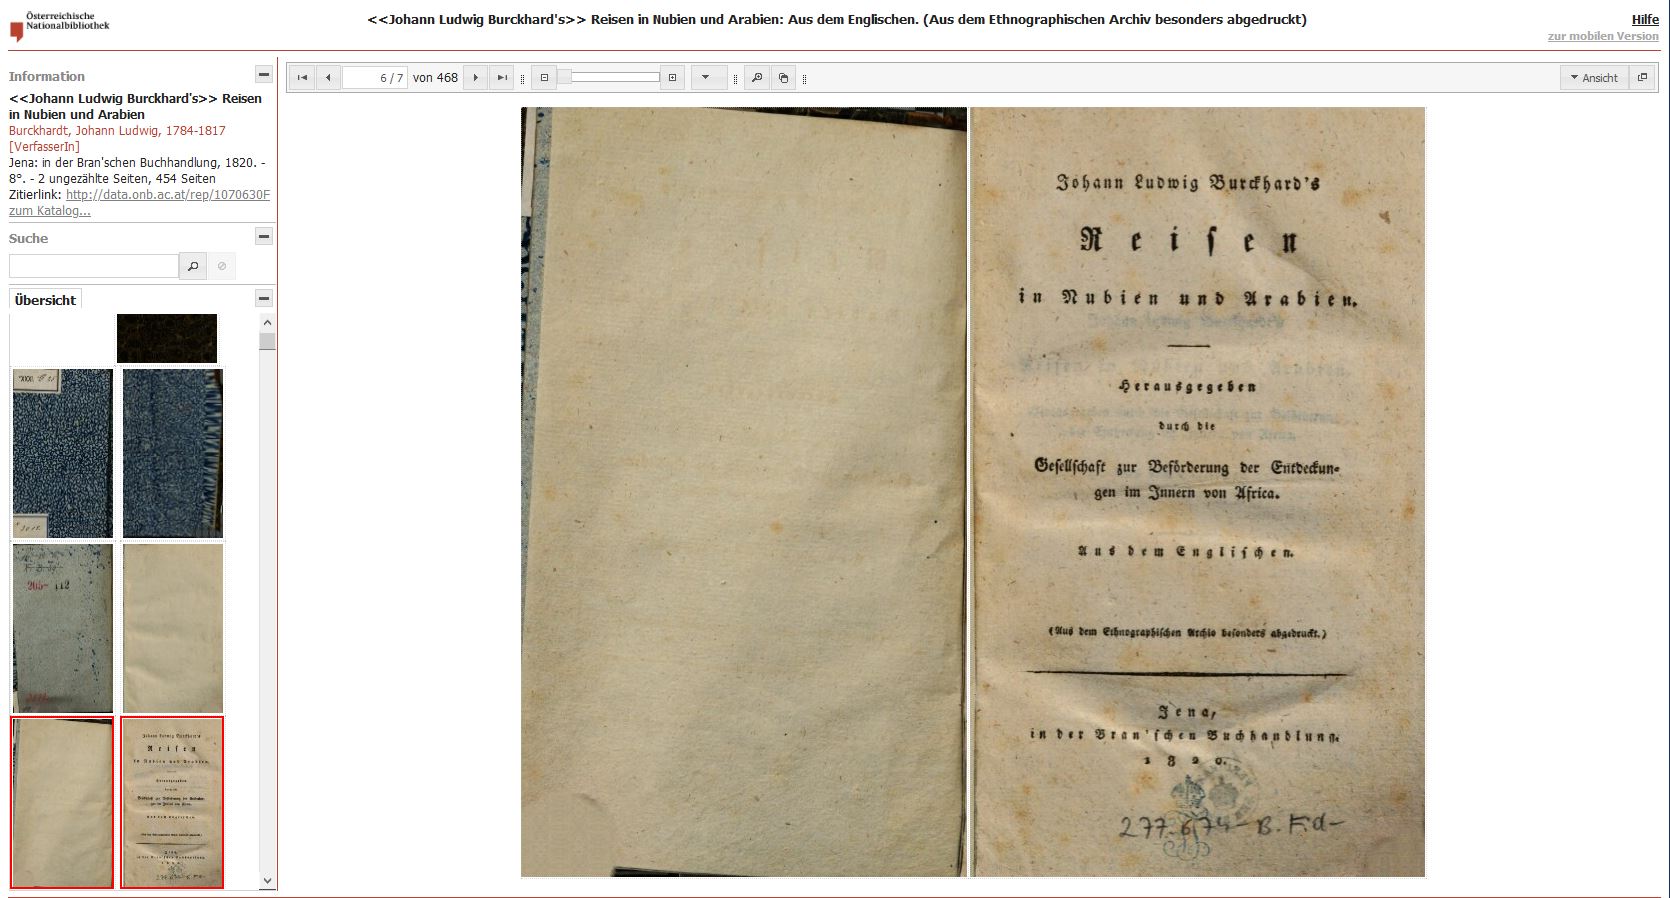 Österreichische
Nationalbibliothek
<<Johann Ludwig Burckhard's>> Reisen in Nubien und Arabien: Aus dem Englischen. (Aus dem Ethnographischen Archiv besonders abgedruckt)
Hilfe
zur mobilen Version
Information
<<Johann Ludwig Burckhard's>> Reisen
in Nubien und Arabien
Burckhardt, Johann Ludwig, 1784-1817
[VerfasserIn]
Jena: in der Bran'schen Buchhandlung, 1820. -
8°. - 2 ungezählte Seiten, 454 Seiten
Zitierlink: http://data.onb.ac.at/rep/1070630F
zum Katalog...
Suche
Übersicht
265- 112
6 / 7 von 468
Ansicht
Johann Ludwig Burckhard's
Reisen
in Nubien und Arabien.
Herausgegeben
durch die
Gesellschaft zur Beförderung der Entdeckun-
gen im Innern von Africa.
Aus dem Englischen.
(Aus dem Ethnographischen Archiv besonders abgedruckt.)
Jena,
in der Bran'schen Buchhandlung.
1820.
277.674-B. Fid-